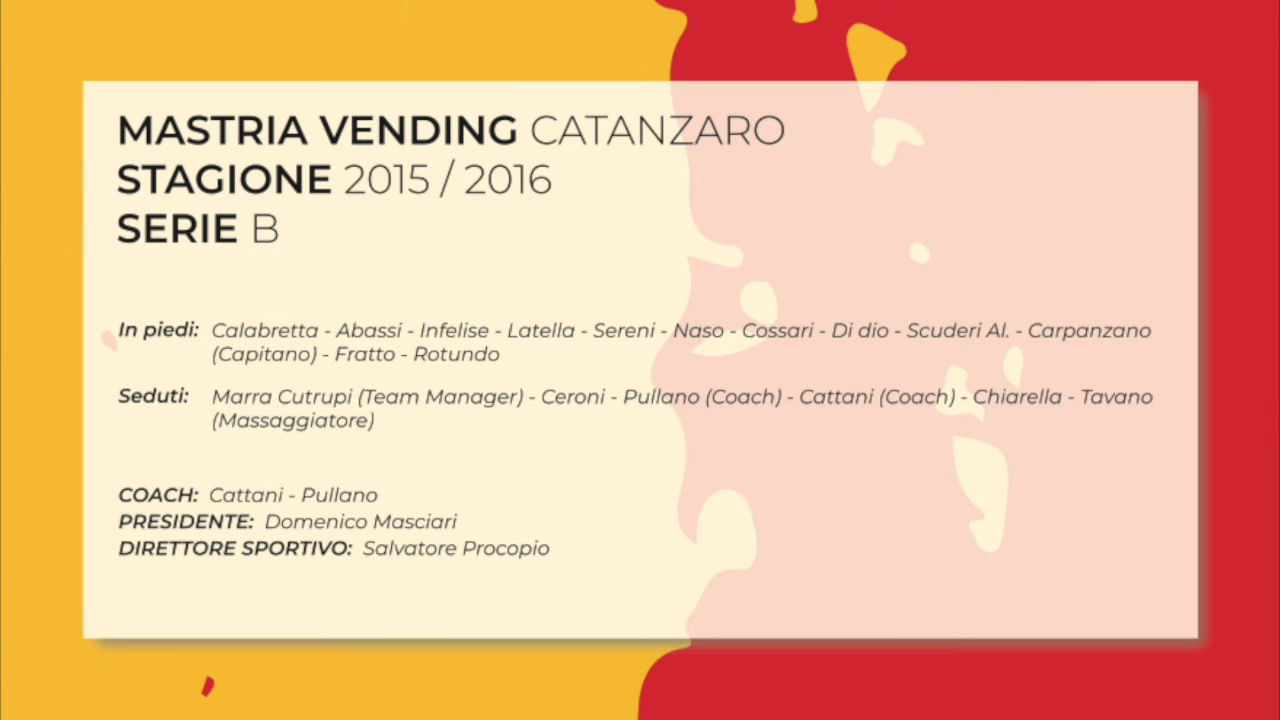 MASTRIA VENDING CATANZARO
STAGIONE 2015 / 2016
SERIE B
In piedi: Calabretta - Abassi - Infelise - Latella - Sereni - Naso - Cossari - Di dio - Scuderi Al. - Carpanzano
(Capitano) - Fratto - Rotundo
Seduti: Marra Cutrupi (Team Manager) - Ceroni - Pullano (Coach) - Cattani (Coach) - Chiarella - Tavano
(Massaggiatore)
COACH: Cattani - Pullano
PRESIDENTE: Domenico Masciari
DIRETTORE SPORTIVO: Salvatore Procopio